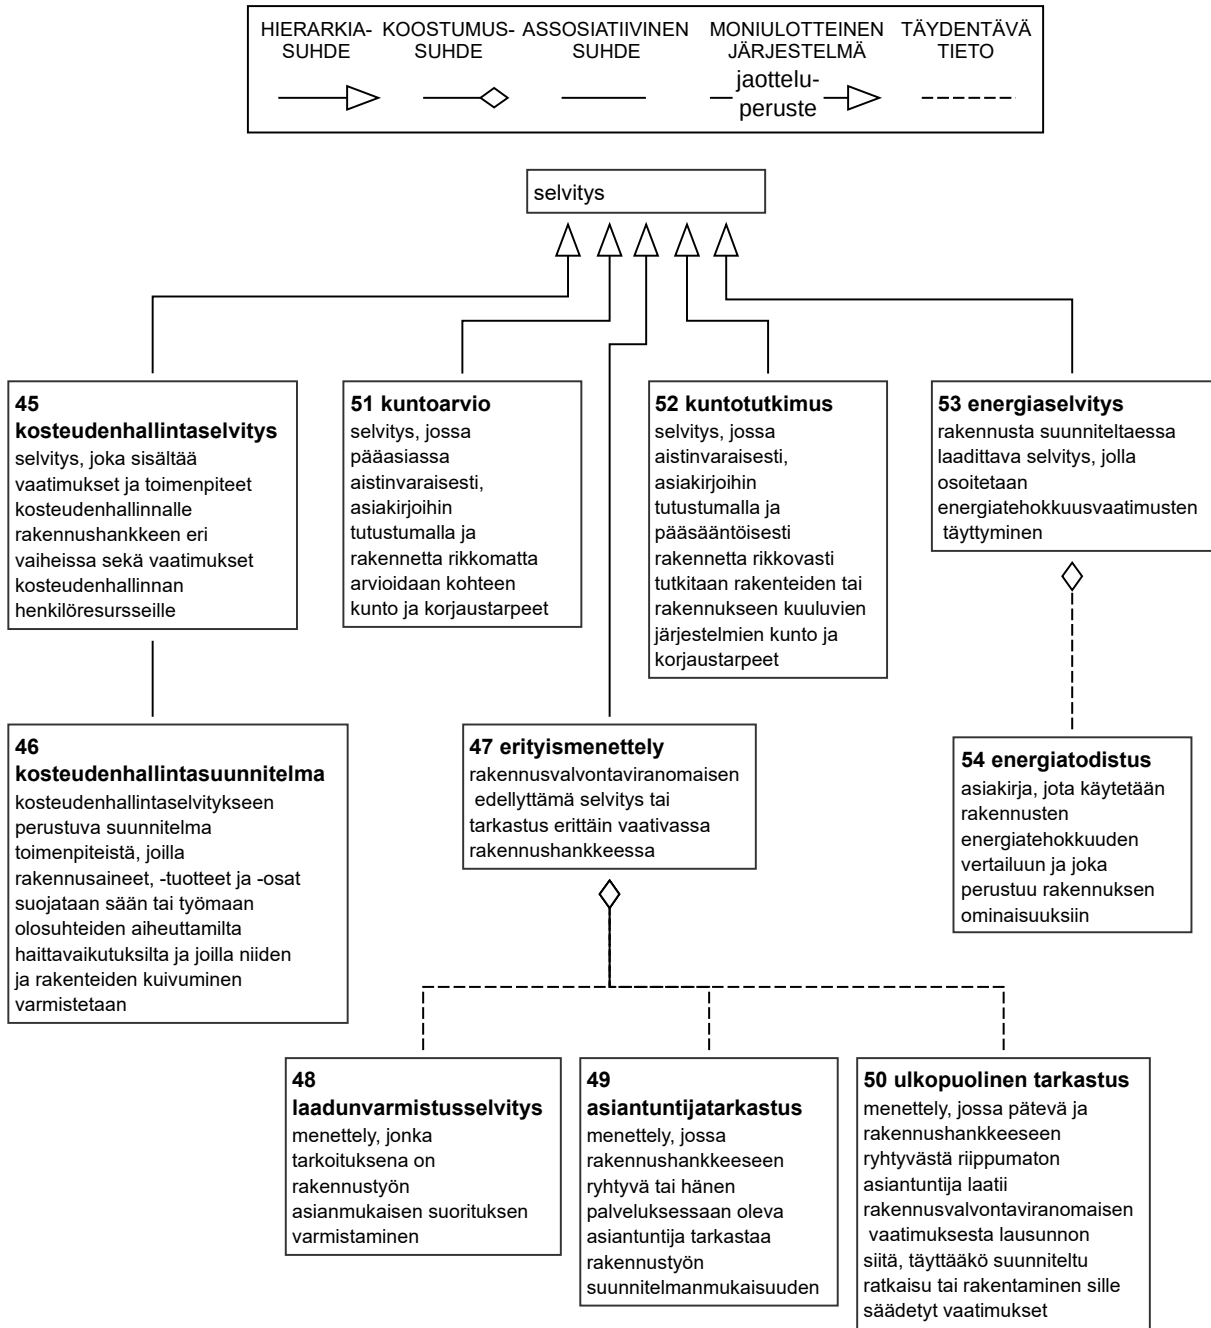 HIERARKIA-
SUHDE
KOOSTUMUS-
SUHDE
ASSOSIATIIVINEN
SUHDE
MONIULOTTEINEN
JÄRJESTELMÄ
TÄYDENTÄVÄ
TIETO
jaottelu-
peruste
selvitys
45
kosteudenhallintaselvitys
selvitys, joka sisältää
vaatimukset ja toimenpiteet
kosteudenhallinnalle
rakennushankkeen eri
vaiheissa sekä vaatimukset
kosteudenhallinnan
henkilöresursseille
51 kuntoarvio
selvitys, jossa
pääasiassa
aistinvaraisesti,
asiakirjoihin
tutustumalla ja
rakennetta rikkomatta
arvioidaan kohteen
kunto ja korjaustarpeet
52 kuntotutkimus
selvitys, jossa
aistinvaraisesti,
asiakirjoihin
tutustumalla ja
pääsääntöisesti
rakennetta rikkovasti
tutkitaan rakenteiden tai
rakennukseen kuuluvien
järjestelmien kunto ja
korjaustarpeet
53 energiaselvitys
rakennusta suunniteltaessa
laadittava selvitys, jolla
osoitetaan
energiatehokkuusvaatimusten
täyttyminen
46
kosteudenhallintasuunnitelma
kosteudenhallintaselvitykseen
perustuva suunnitelma
toimenpiteistä, joilla
rakennusaineet, -tuotteet ja -osat
suojataan sään tai työmaan
olosuhteiden aiheuttamilta
haittavaikutuksilta ja joilla niiden
ja rakenteiden kuivuminen
varmistetaan
47 erityismenettely
rakennusvalvontaviranomaisen
edellyttämä selvitys tai
tarkastus erittäin vaativassa
rakennushankkeessa
54 energiatodistus
asiakirja, jota käytetään
rakennusten
energiatehokkuuden
vertailuun ja joka
perustuu rakennuksen
ominaisuuksiin
48
laadunvarmistusselvitys
menettely, jonka
tarkoituksena on
rakennustyön
asianmukaisen suorituksen
varmistaminen
49
asiantuntijatarkastus
menettely, jossa
rakennushankkeeseen
ryhtyvä tai hänen
palveluksessaan oleva
asiantuntija tarkastaa
rakennustyön
suunnitelmanmukaisuuden
50 ulkopuolinen tarkastus
menettely, jossa pätevä ja
rakennushankkeeseen
ryhtyvästä riippumaton
asiantuntija laatii
rakennusvalvontaviranomaisen
vaatimuksesta lausunnon
siitä, täyttääkö suunniteltu
ratkaisu tai rakentaminen sille
säädetyt vaatimukset